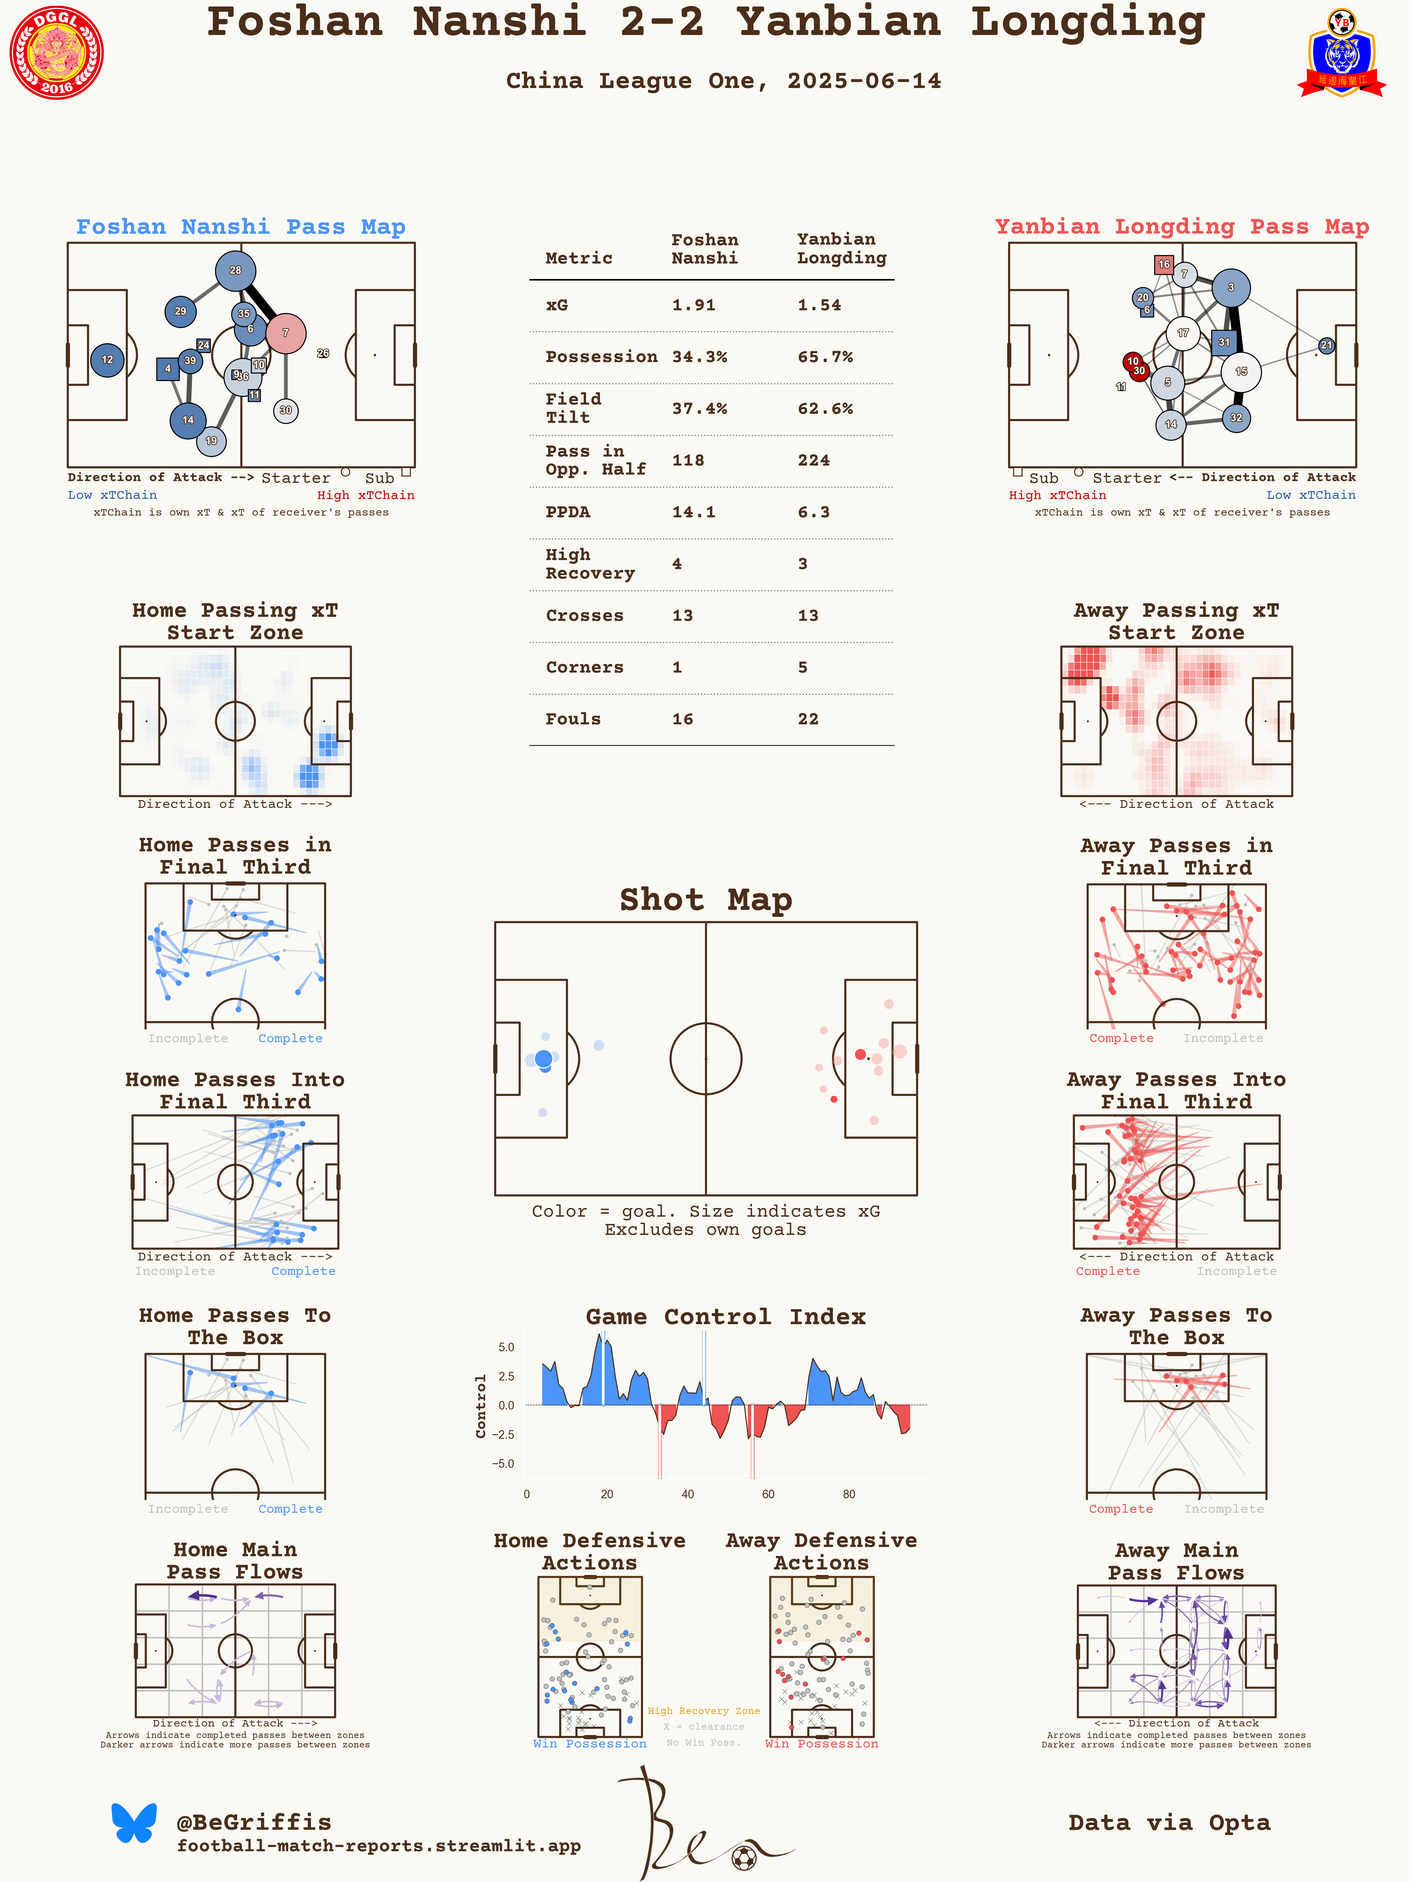 Foshan Nanshi 2-2 Yanbian Longding
China League One, 2025-06-14
DGGL
2016
YB
延邊海蘭江
Foshan Nanshi Pass Map
28
29
35
6
7
12
24
39
4
10
26
9
36
11
14
30
19
Direction of Attack --> Starter Sub
Low xTChain High xTChain
xTChain is own xT & xT of receiver's passes
Metric Foshan Nanshi Yanbian Longding
xG 1.91 1.54
Possession 34.3% 65.7%
Field Tilt 37.4% 62.6%
Pass in Opp. Half 118 224
PPDA 14.1 6.3
High Recovery 4 3
Crosses 13 13
Corners 1 5
Fouls 16 22
Yanbian Longding Pass Map
16
7
3
20
6
17
31
21
10
30
15
5
11
14
32
Sub Starter <-- Direction of Attack
High xTChain Low xTChain
xTChain is own xT & xT of receiver's passes
Home Passing xT
Start Zone
Direction of Attack --->
Away Passing xT
Start Zone
<--- Direction of Attack
Home Passes in
Final Third
Incomplete Complete
Away Passes in
Final Third
Complete Incomplete
Shot Map
Color = goal. Size indicates xG
Excludes own goals
Home Passes Into
Final Third
Direction of Attack --->
Incomplete Complete
Away Passes Into
Final Third
<--- Direction of Attack
Complete Incomplete
Home Passes To
The Box
Incomplete Complete
Game Control Index
Control
5.0
2.5
0.0
−2.5
−5.0
0 20 40 60 80
Away Passes To
The Box
Complete Incomplete
Home Main
Pass Flows
Direction of Attack --->
Arrows indicate completed passes between zones
Darker arrows indicate more passes between zones
Home Defensive
Actions
Win Possession
High Recovery Zone
X = clearance
No Win Poss.
Away Defensive
Actions
Win Possession
Away Main
Pass Flows
<--- Direction of Attack
Arrows indicate completed passes between zones
Darker arrows indicate more passes between zones
@BeGriffis
football-match-reports.streamlit.app
Ben
Data via Opta